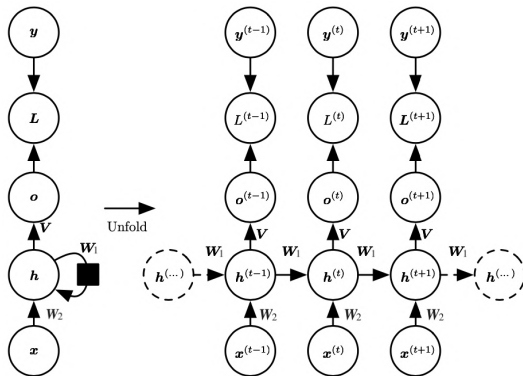 y y^(t−1) y^(t) y^(t+1)
L L^(t−1) L^(t) L^(t+1)
o o^(t−1) o^(t) o^(t+1)
Unfold
V V V V
W₁ W₁ W₁ W₁ W₁
h h^(...) h^(t−1) h^(t) h^(t+1) h^(...)
W₂ W₂ W₂ W₂
x x^(t−1) x^(t) x^(t+1)